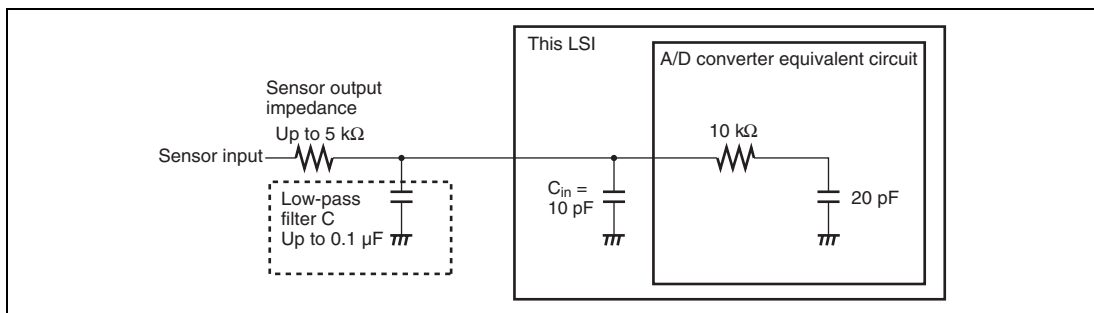 This LSI
A/D converter equivalent circuit
Sensor output
impedance
Up to 5 kΩ
10 kΩ
Sensor input
Low-pass
filter C
Up to 0.1 μF
Cin =
10 pF
20 pF